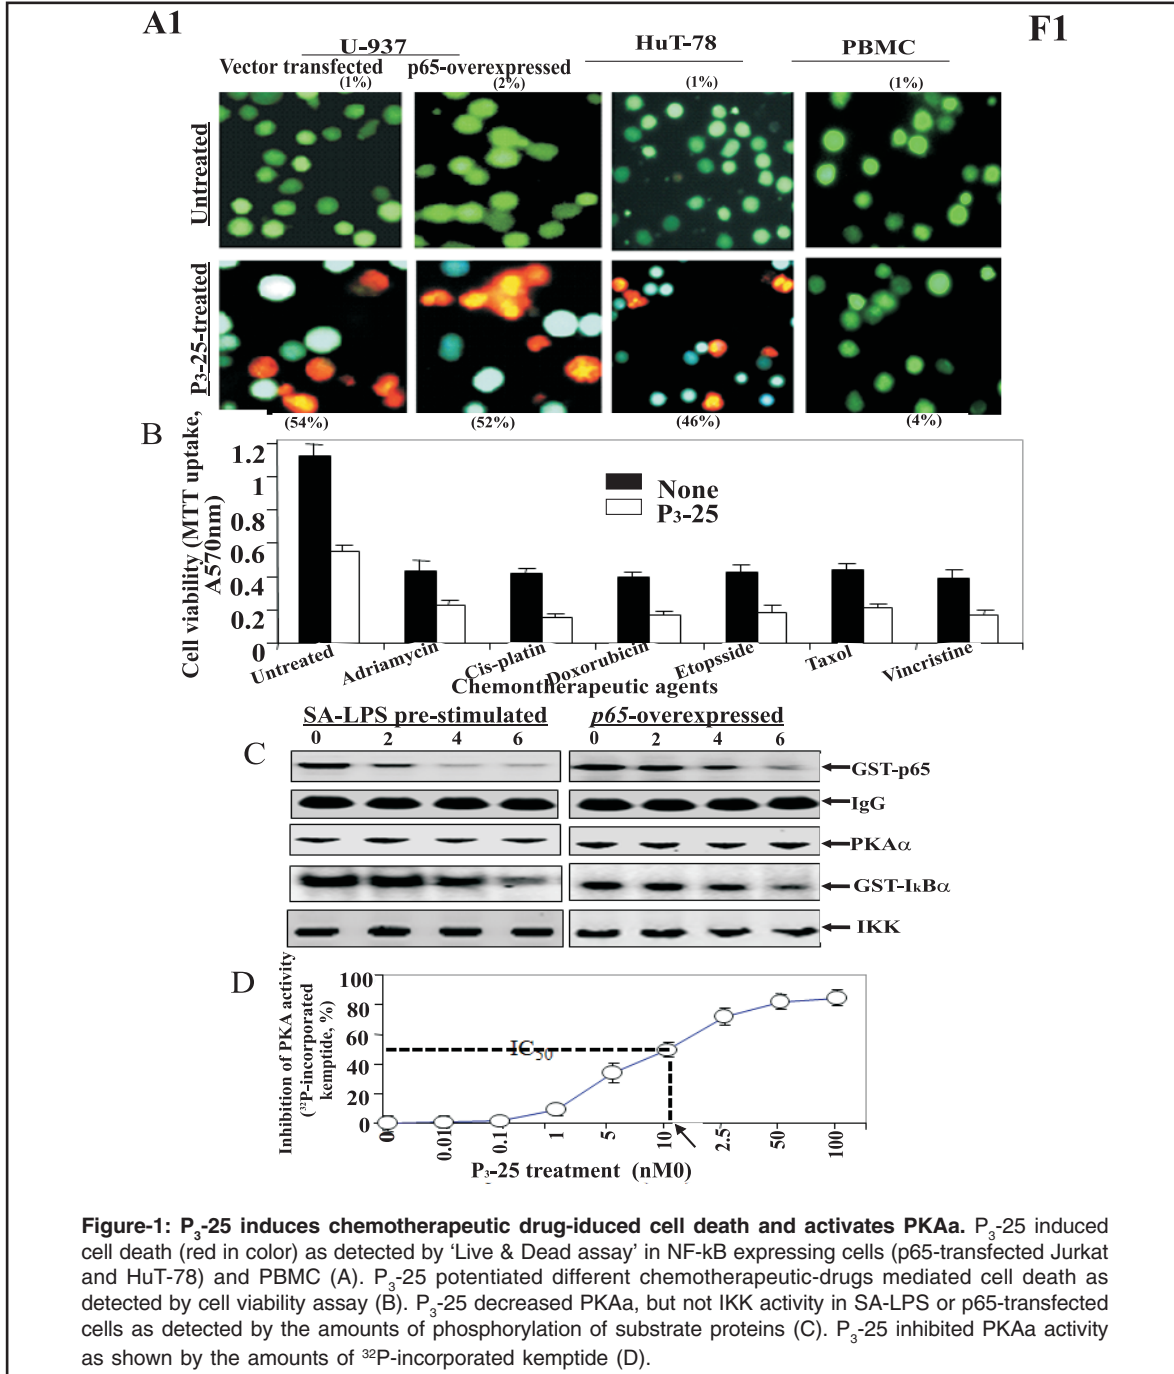 A1
F1
U-937
HuT-78
PBMC
Vector transfected
p65-overexpressed
(1%)
(2%)
(1%)
(1%)
Untreated
P3-25-treated
(54%)
(52%)
(46%)
(4%)
B
Cell viability (MTT uptake,
A570nm)
1.2
1
0.8
0.6
0.4
0.2
0
None
P3-25
Untreated
Adriamycin
Cis-platin
Doxorubicin
Etopsside
Taxol
Vincristine
Chemontherapeutic agents
C
SA-LPS pre-stimulated
p65-overexpressed
0 2 4 6
0 2 4 6
GST-p65
IgG
PKAα
GST-IkBα
IKK
D
Inhibition of PKA activity
(32P-incorporated
kemptide, %)
100
80
60
40
20
0
IC50
0
0.01
0.1
1
5
10
2.5
50
100
P3-25 treatment (nM0)
Figure-1: P3-25 induces chemotherapeutic drug-iduced cell death and activates PKAa. P3-25 induced
cell death (red in color) as detected by ‘Live & Dead assay’ in NF-kB expressing cells (p65-transfected Jurkat
and HuT-78) and PBMC (A). P3-25 potentiated different chemotherapeutic-drugs mediated cell death as
detected by cell viability assay (B). P3-25 decreased PKAa, but not IKK activity in SA-LPS or p65-transfected
cells as detected by the amounts of phosphorylation of substrate proteins (C). P3-25 inhibited PKAa activity
as shown by the amounts of 32P-incorporated kemptide (D).